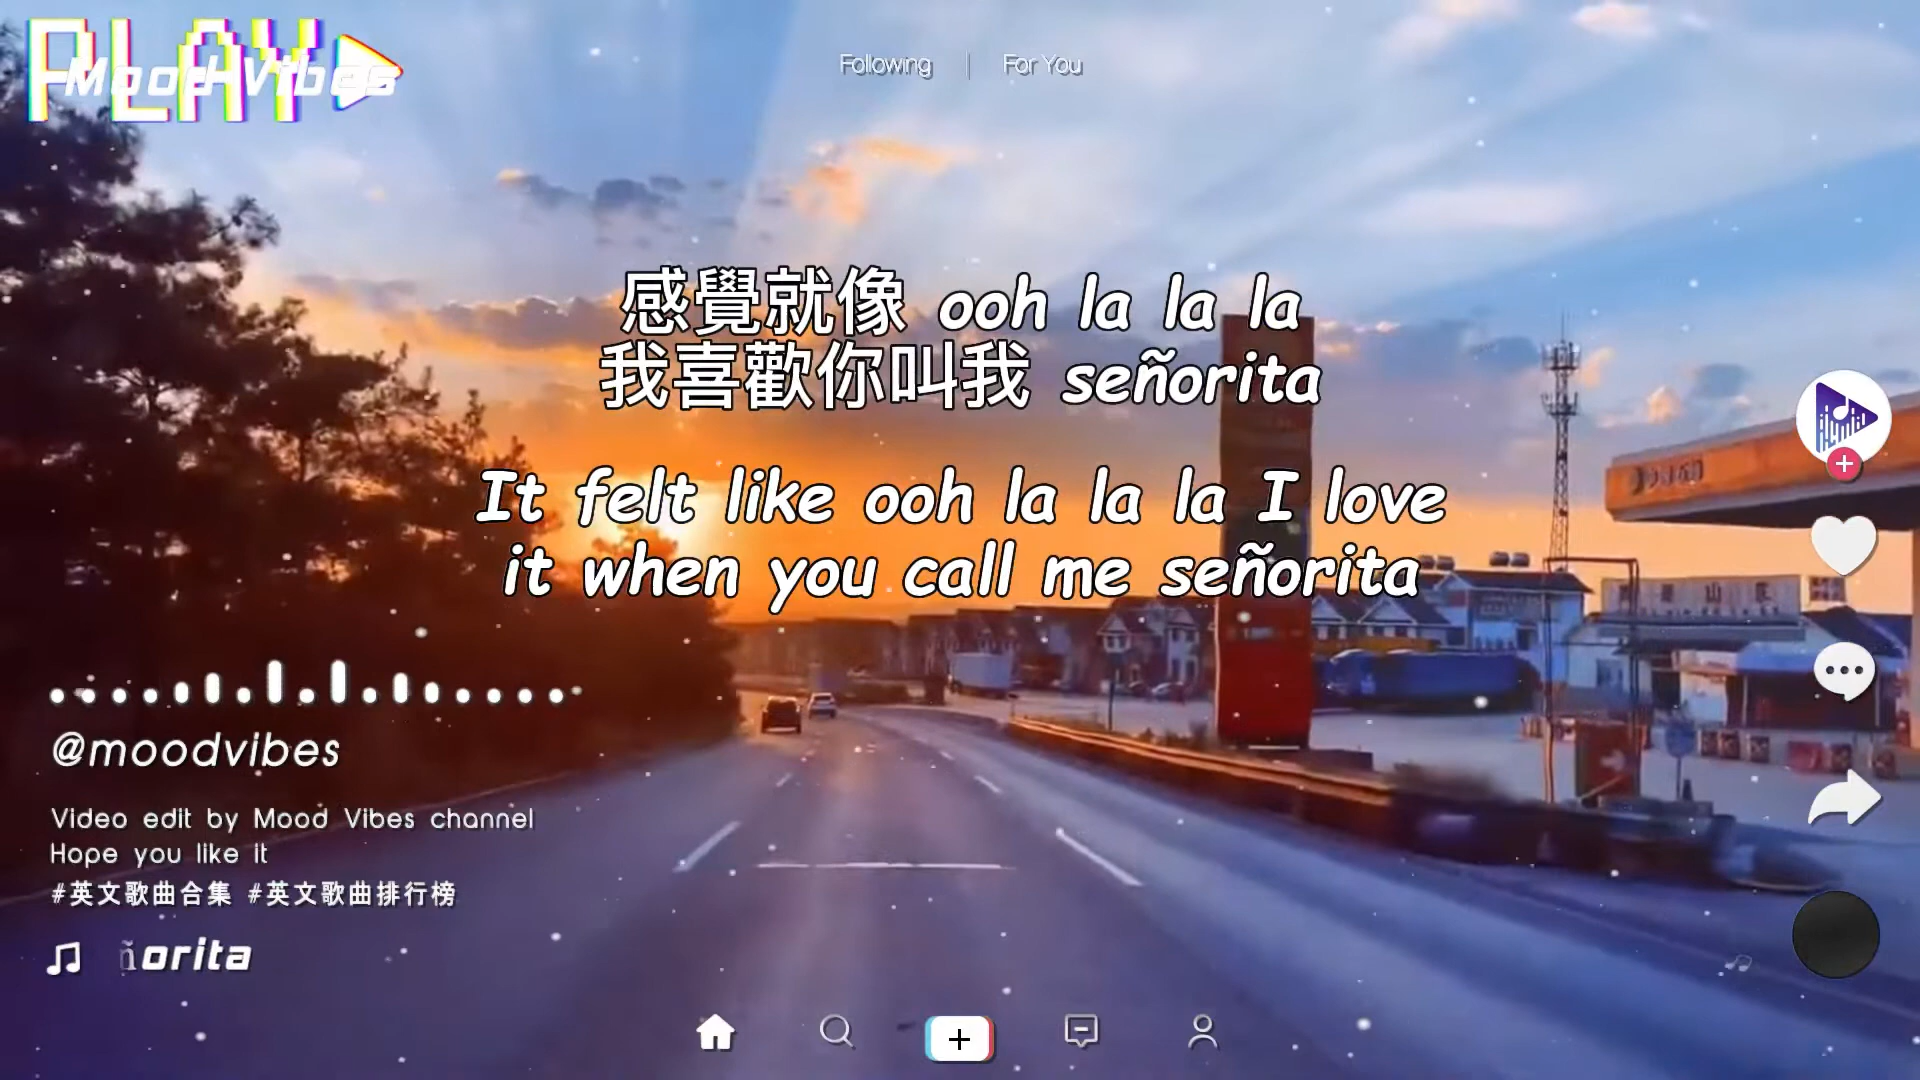 PLAY
Mood Vibes
Following | For You
感覺就像 ooh la la la
我喜歡你叫我 señorita
It felt like ooh la la la I love
it when you call me señorita
@moodvibes
Video edit by Mood Vibes channel
Hope you like it
#英文歌曲合集 #英文歌曲排行榜
ñorita